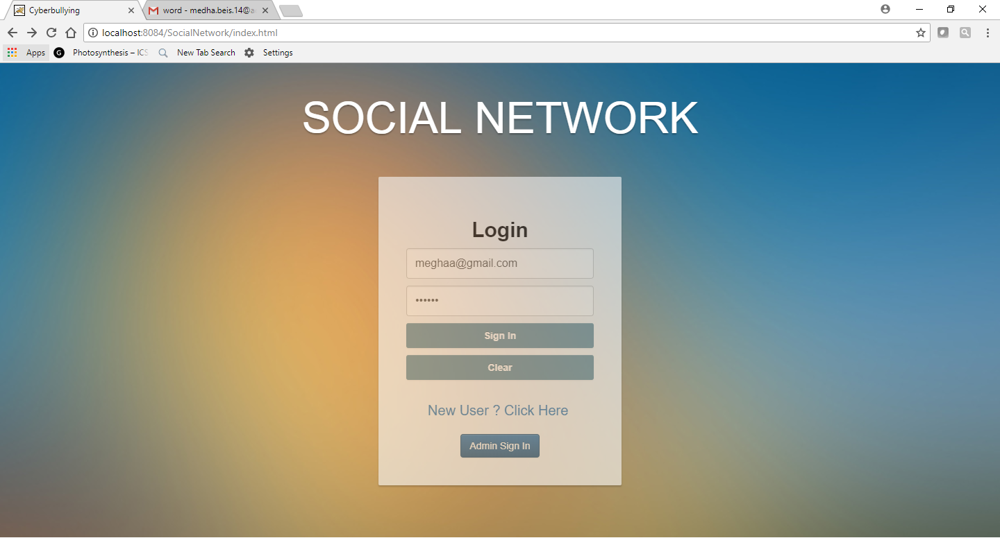 Cyberbullying
word - medha.beis.14@a
localhost:8084/SocialNetwork/index.html
Apps
G
Photosynthesis – ICS
New Tab Search
Settings
SOCIAL NETWORK
Login
meghaa@gmail.com
••••••
Sign In
Clear
New User ? Click Here
Admin Sign In